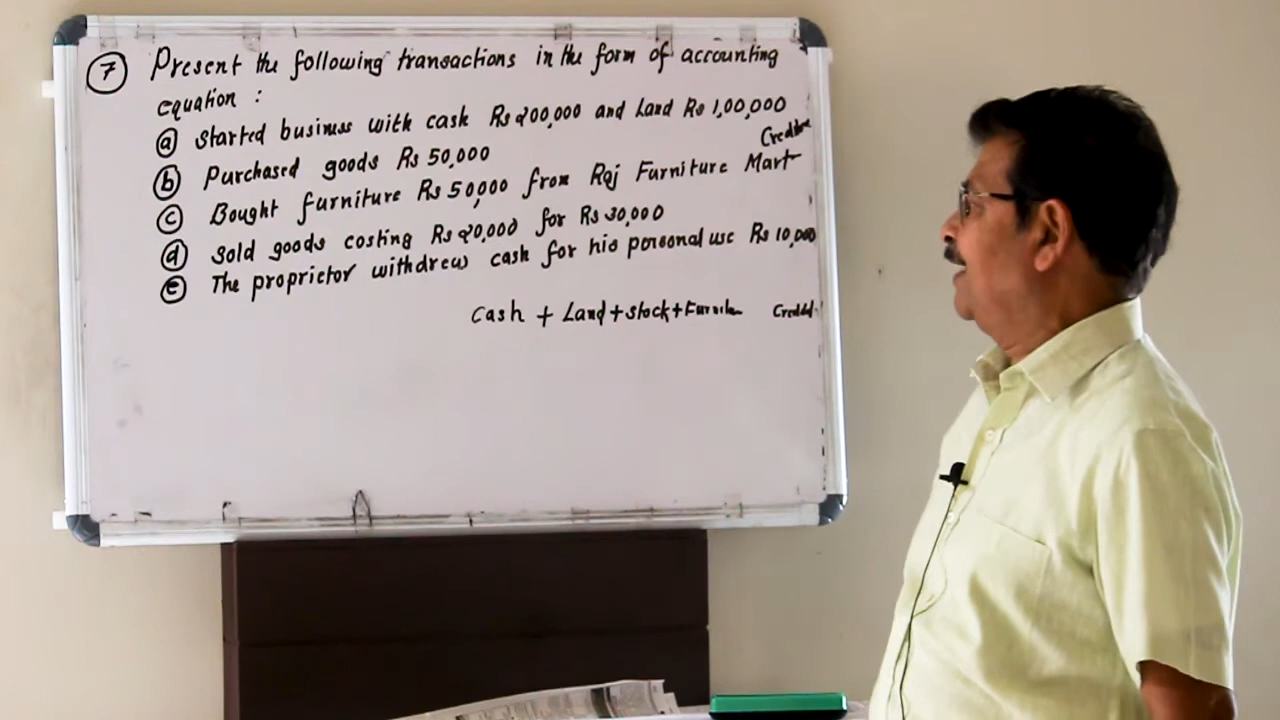 7 Present the following transactions in the form of accounting
equation :
a Started business with cash Rs 200,000 and Land Rs 1,00,000
b Purchased goods Rs 50,000
Creditor
c Bought furniture Rs 50,000 from Raj Furniture Mart
d Sold goods costing Rs 20,000 for Rs 30,000
e The proprietor withdrew cash for his personal use Rs 10,000
Cash + Land + Stock +